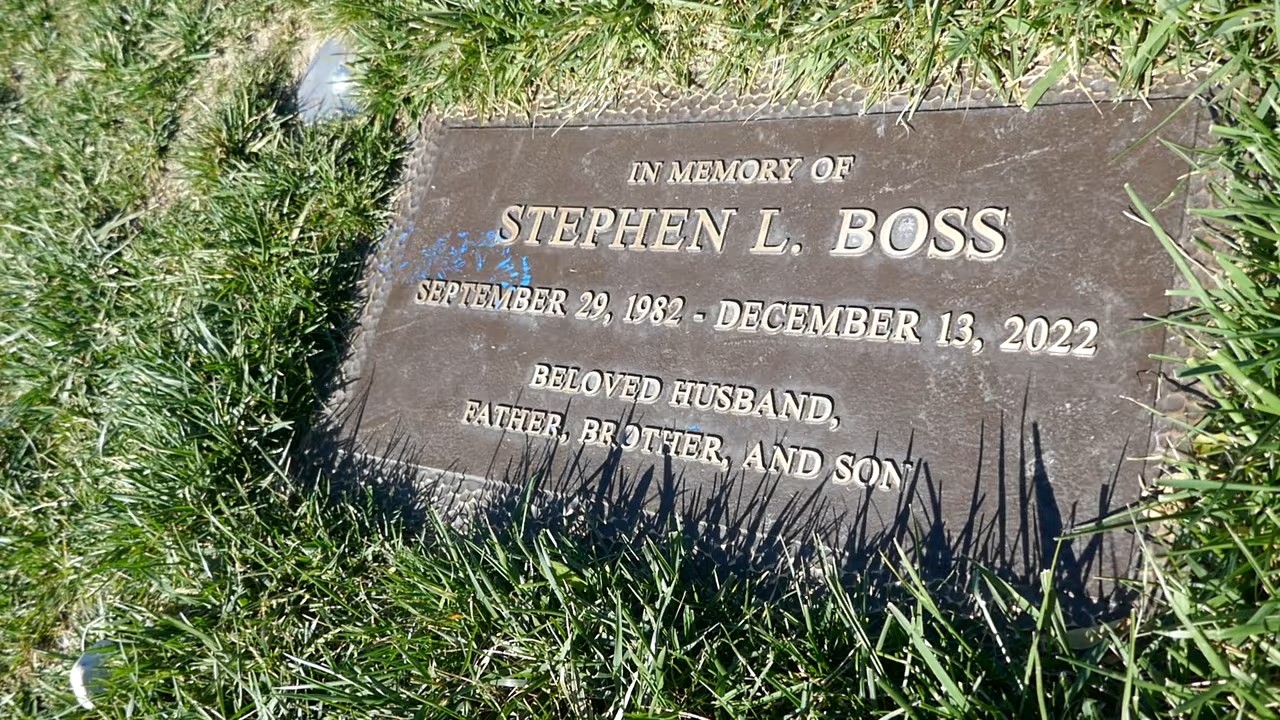 IN MEMORY OF
STEPHEN L. BOSS
SEPTEMBER 29, 1982 - DECEMBER 13, 2022
BELOVED HUSBAND,
FATHER, BROTHER, AND SON